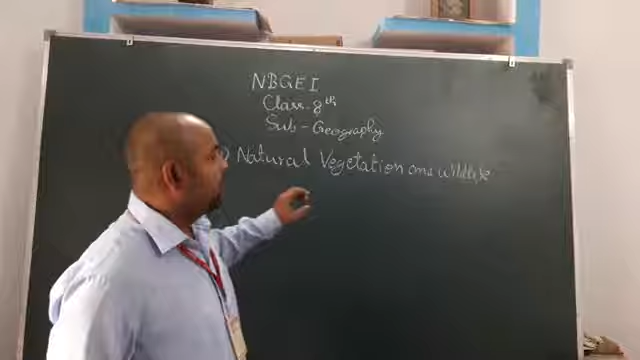 NBGEI
Class-8th
Sub-Geography
) Natural Vegetation and wildlife